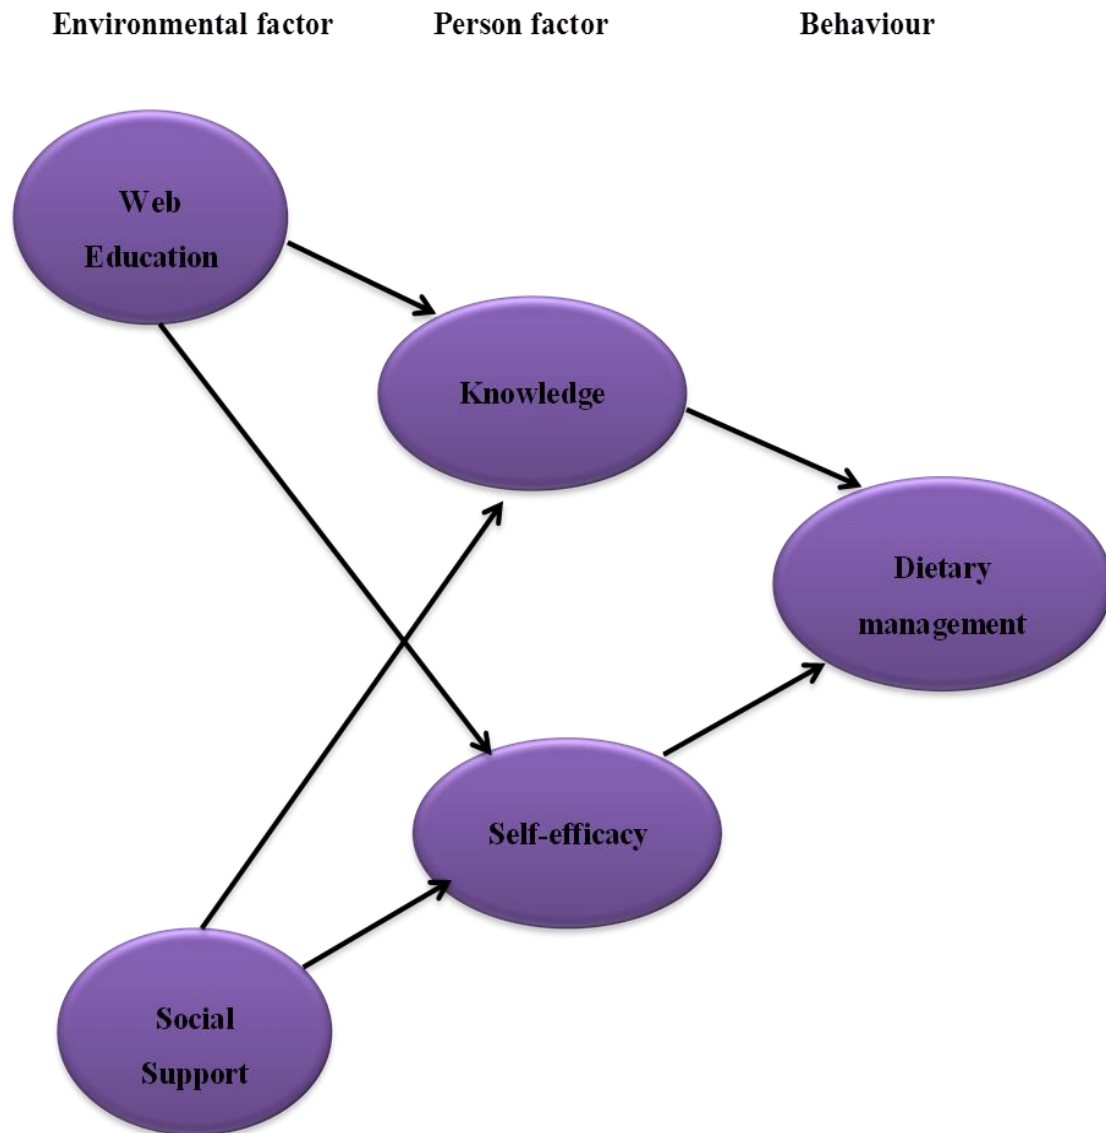 Environmental factor
Person factor
Behaviour
Web
Education
Knowledge
Dietary
management
Self-efficacy
Social
Support